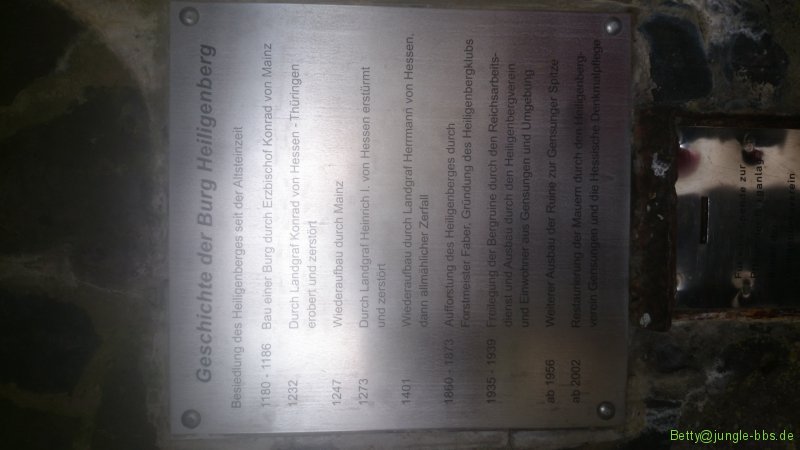 Geschichte der Burg Heiligenberg
Besiedlung des Heiligenberges seit der Altsteinzeit
1180 - 1186 Bau einer Burg durch Erzbischof Konrad von Mainz
1232 Durch Landgraf Konrad von Hessen - Thüringen
erobert und zerstört
1247 Wiederaufbau durch Mainz
1273 Durch Landgraf Heinrich I. von Hessen erstürmt
und zerstört
1401 Wiederaufbau durch Landgraf Herrmann von Hessen,
dann allmählicher Zerfall
1860 - 1873 Aufforstung des Heiligenberges durch
Forstmeister Faber, Gründung des Heiligenbergklubs
1935 - 1939 Freilegung der Bergruine durch den Reichsarbeits-
dienst und Ausbau durch den Heiligenbergverein
und Einwohner aus Gensungen und Umgebung
ab 1956 Weiterer Ausbau der Ruine zur Gensunger Spitze
ab 2002 Restaurierung der Mauern durch den Heiligenberg-
verein Gensungen und die Hessische Denkmalpflege
zur
Betty@jungle-bbs.de